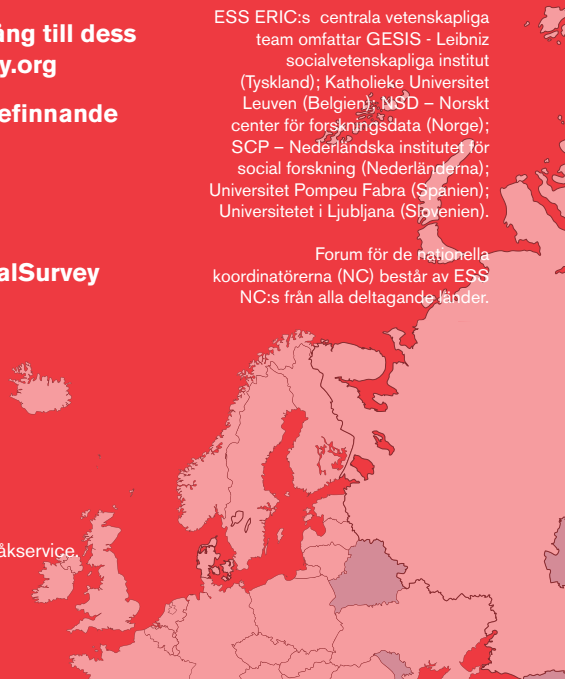 ång till dess
y.org
efinnande
alSurvey
åkservice.
ESS ERIC:s centrala vetenskapliga
team omfattar GESIS - Leibniz
socialvetenskapliga institut
(Tyskland); Katholieke Universitet
Leuven (Belgien); NSD – Norskt
center för forskningsdata (Norge);
SCP – Nederländska institutet för
social forskning (Nederländerna);
Universitet Pompeu Fabra (Spanien);
Universitetet i Ljubljana (Slovenien).
Forum för de nationella
koordinatörerna (NC) består av ESS
NC:s från alla deltagande länder.